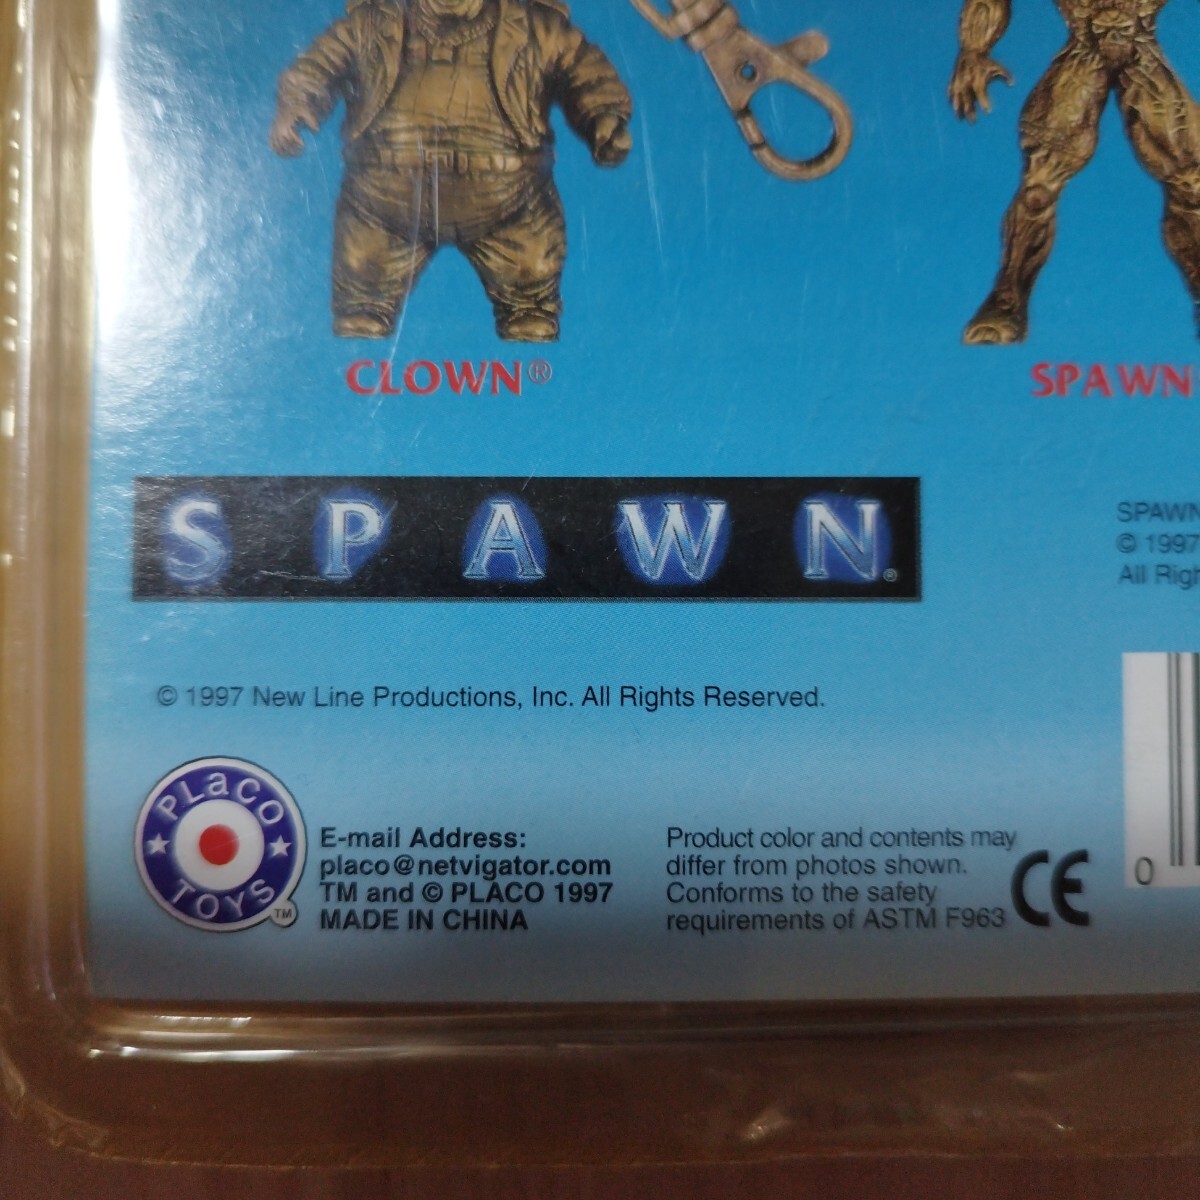 CLOWN®
SPAWN
SPAWN®
SPAWN
© 1997
All Righ
© 1997 New Line Productions, Inc. All Rights Reserved.
PLaCO
TOYS™
E-mail Address:
placo@netvigator.com
TM and © PLACO 1997
MADE IN CHINA
Product color and contents may
differ from photos shown.
Conforms to the safety
requirements of ASTM F963
CE
0